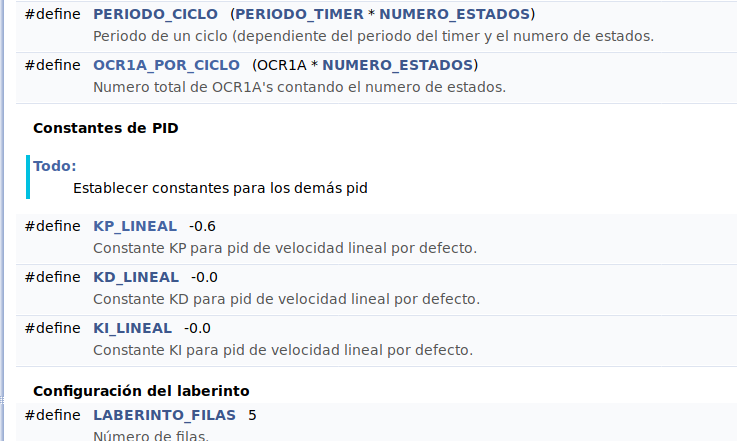 #define PERIODO_CICLO (PERIODO_TIMER * NUMERO_ESTADOS)
Periodo de un ciclo (dependiente del periodo del timer y el numero de estados.
#define OCR1A_POR_CICLO (OCR1A * NUMERO_ESTADOS)
Numero total de OCR1A's contando el numero de estados.
Constantes de PID
Todo:
Establecer constantes para los demás pid
#define KP_LINEAL -0.6
Constante KP para pid de velocidad lineal por defecto.
#define KD_LINEAL -0.0
Constante KD para pid de velocidad lineal por defecto.
#define KI_LINEAL -0.0
Constante KI para pid de velocidad lineal por defecto.
Configuración del laberinto
#define LABERINTO_FILAS 5
Número de filas.